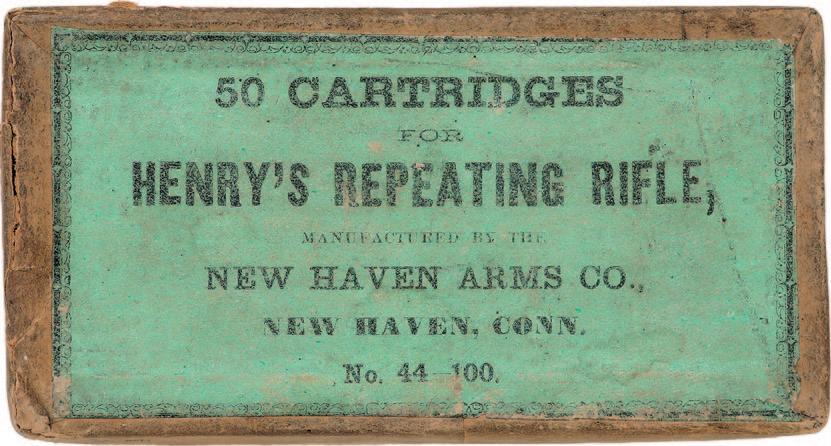 50 CARTRIDGES
FOR
HENRY'S REPEATING RIFLE,
MANUFACTURED BY THE
NEW HAVEN ARMS CO.,
NEW HAVEN, CONN.
No. 44–100.